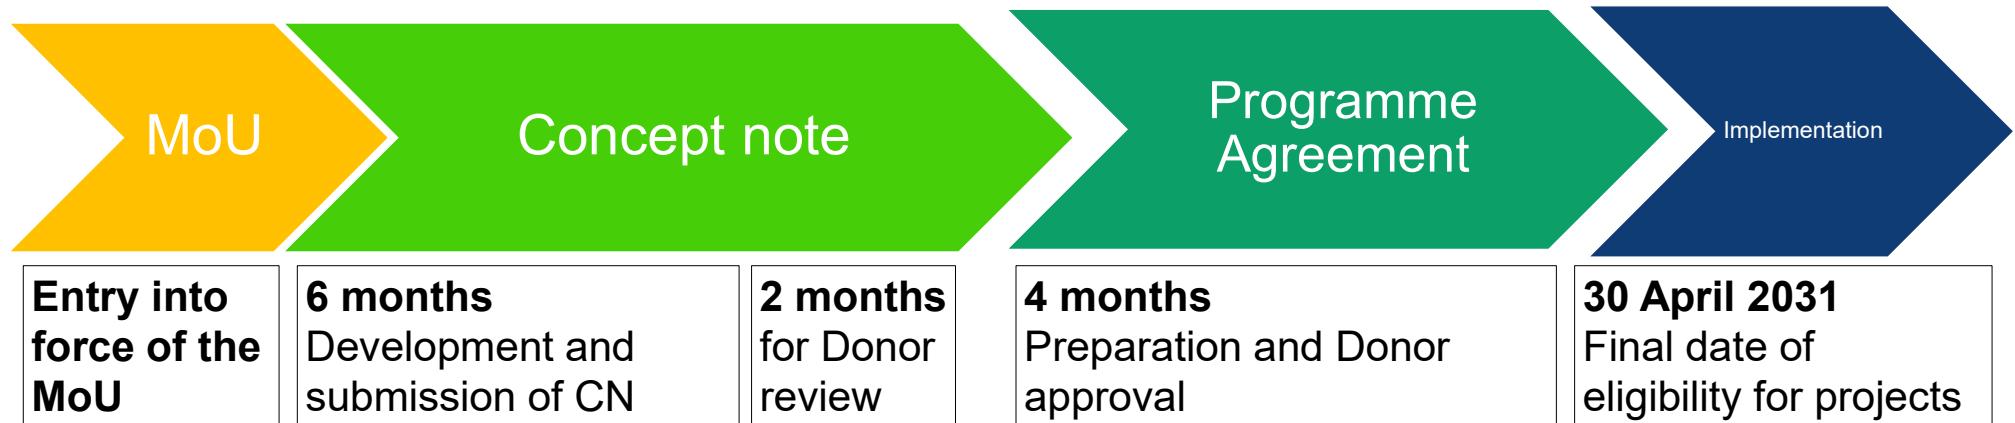 MoU
Concept note
Programme
Agreement
Implementation
Entry into
force of the
MoU
6 months
Development and
submission of CN
2 months
for Donor
review
4 months
Preparation and Donor
approval
30 April 2031
Final date of
eligibility for projects